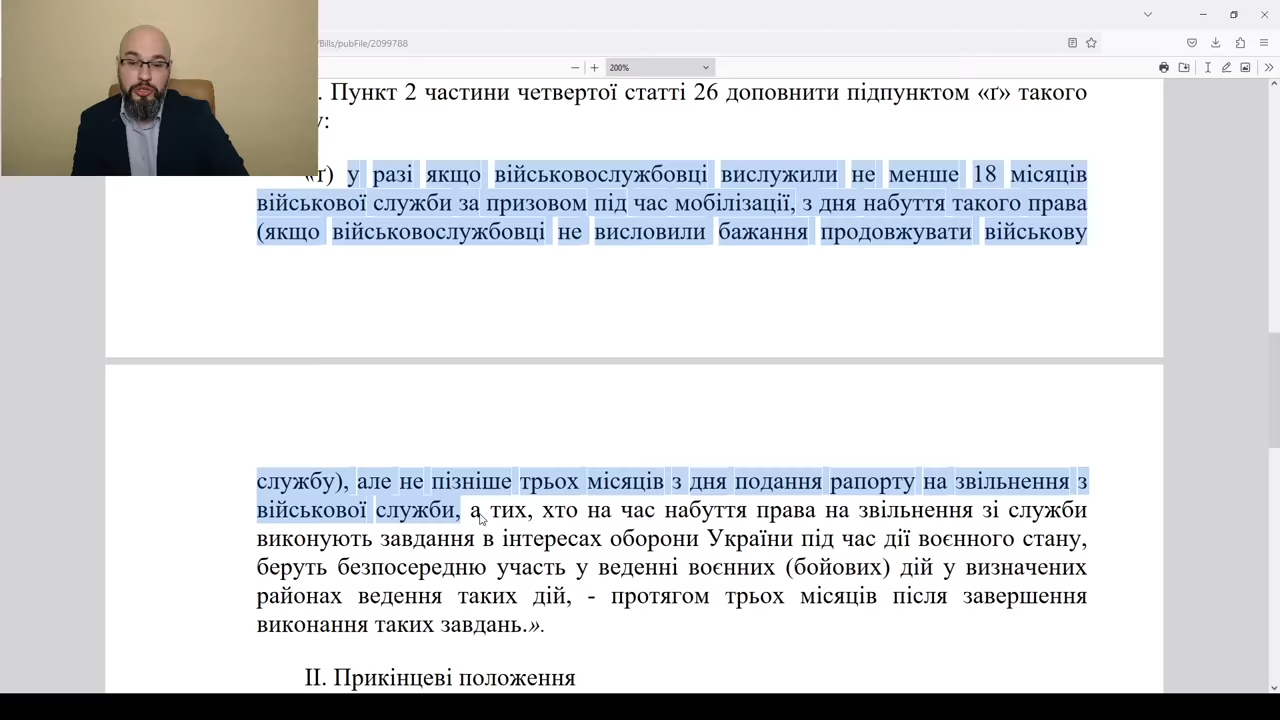 /Bills/pubFile/2099788
200%
. Пункт 2 частини четвертої статті 26 доповнити підпунктом «ґ» такого
у:
«ґ) у разі якщо військовослужбовці вислужили не менше 18 місяців
військової служби за призовом під час мобілізації, з дня набуття такого права
(якщо військовослужбовці не висловили бажання продовжувати військову
службу), але не пізніше трьох місяців з дня подання рапорту на звільнення з
військової служби, а тих, хто на час набуття права на звільнення зі служби
виконують завдання в інтересах оборони України під час дії воєнного стану,
беруть безпосередню участь у веденні воєнних (бойових) дій у визначених
районах ведення таких дій, - протягом трьох місяців після завершення
виконання таких завдань.».
ІІ. Прикінцеві положення